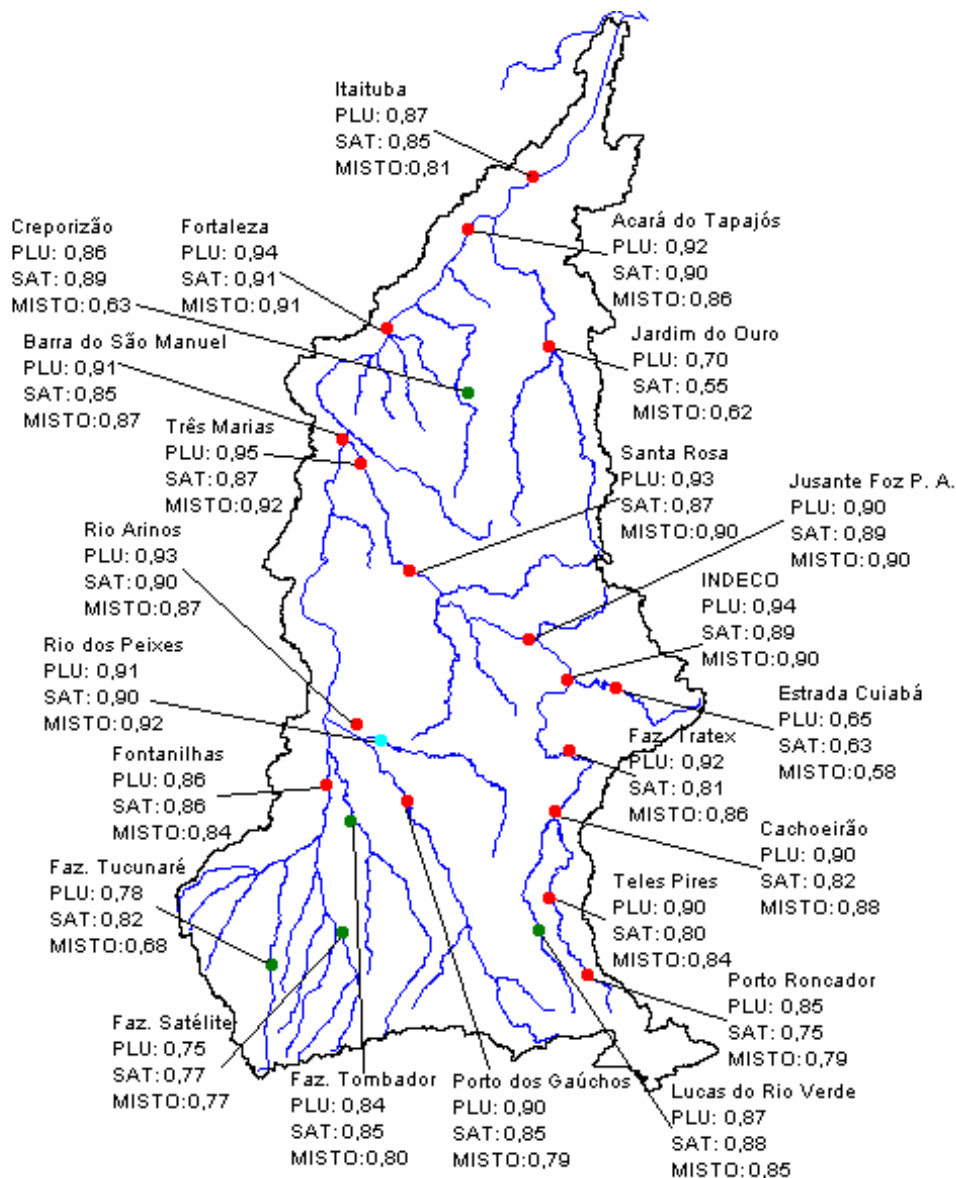 Itaituba
PLU: 0,87
SAT: 0,85
MISTO:0,81
Creporizão
PLU: 0,86
SAT: 0,89
MISTO:0,63
Fortaleza
PLU: 0,94
SAT: 0,91
MISTO:0,91
Acará do Tapajós
PLU: 0,92
SAT: 0,90
MISTO:0,86
Barra do São Manuel
PLU: 0,91
SAT: 0,85
MISTO:0,87
Jardim do Ouro
PLU: 0,70
SAT: 0,55
MISTO:0,62
Três Marias
PLU: 0,95
SAT: 0,87
MISTO:0,92
Santa Rosa
PLU: 0,93
SAT: 0,87
MISTO:0,90
Jusante Foz P. A.
PLU: 0,90
SAT: 0,89
MISTO:0,90
Rio Arinos
PLU: 0,93
SAT: 0,90
MISTO:0,87
INDECO
PLU: 0,94
SAT: 0,89
MISTO:0,90
Rio dos Peixes
PLU: 0,91
SAT: 0,90
MISTO:0,92
Estrada Cuiabá
PLU: 0,65
SAT: 0,63
MISTO:0,58
Faz. Tratex
PLU: 0,92
SAT: 0,81
MISTO:0,86
Fontanilhas
PLU: 0,86
SAT: 0,86
MISTO:0,84
Cachoeirão
PLU: 0,90
SAT: 0,82
MISTO:0,88
Faz. Tucunaré
PLU: 0,78
SAT: 0,82
MISTO:0,68
Teles Pires
PLU: 0,90
SAT: 0,80
MISTO:0,84
Porto Roncador
PLU: 0,85
SAT: 0,75
MISTO:0,79
Faz. Satélite
PLU: 0,75
SAT: 0,77
MISTO:0,77
Faz. Tombador
PLU: 0,84
SAT: 0,85
MISTO:0,80
Porto dos Gaúchos
PLU: 0,90
SAT: 0,85
MISTO:0,79
Lucas do Rio Verde
PLU: 0,87
SAT: 0,88
MISTO:0,85